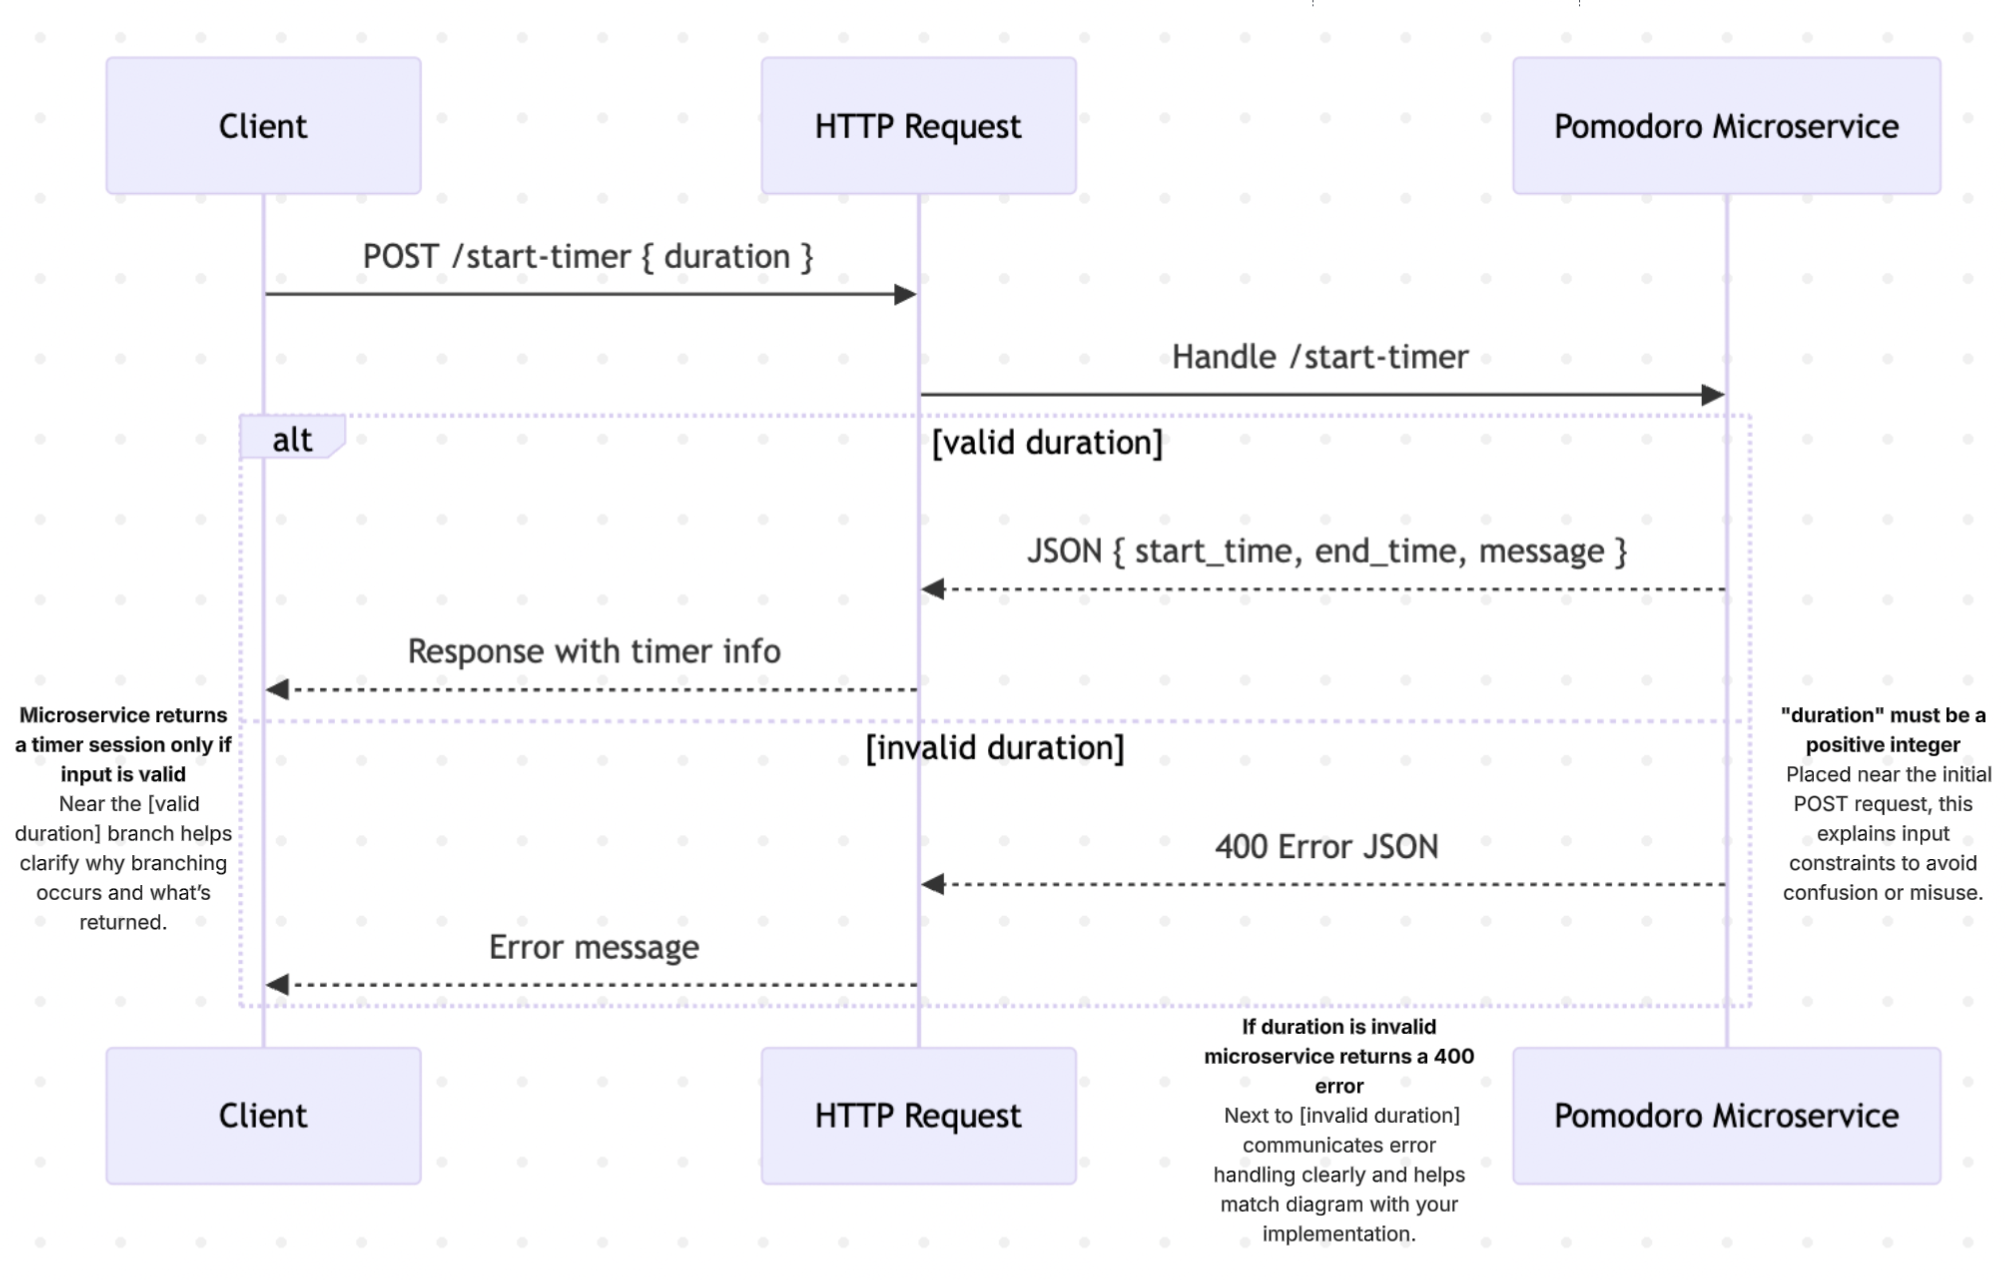 Client
HTTP Request
Pomodoro Microservice
POST /start-timer { duration }
Handle /start-timer
alt
[valid duration]
JSON { start_time, end_time, message }
Response with timer info
Microservice returns
a timer session only if
input is valid
Near the [valid
duration] branch helps
clarify why branching
occurs and what's
returned.
[invalid duration]
"duration" must be a
positive integer
Placed near the initial
POST request, this
explains input
constraints to avoid
confusion or misuse.
400 Error JSON
Error message
If duration is invalid
microservice returns a 400
error
Next to [invalid duration]
communicates error
handling clearly and helps
match diagram with your
implementation.
Client
HTTP Request
Pomodoro Microservice